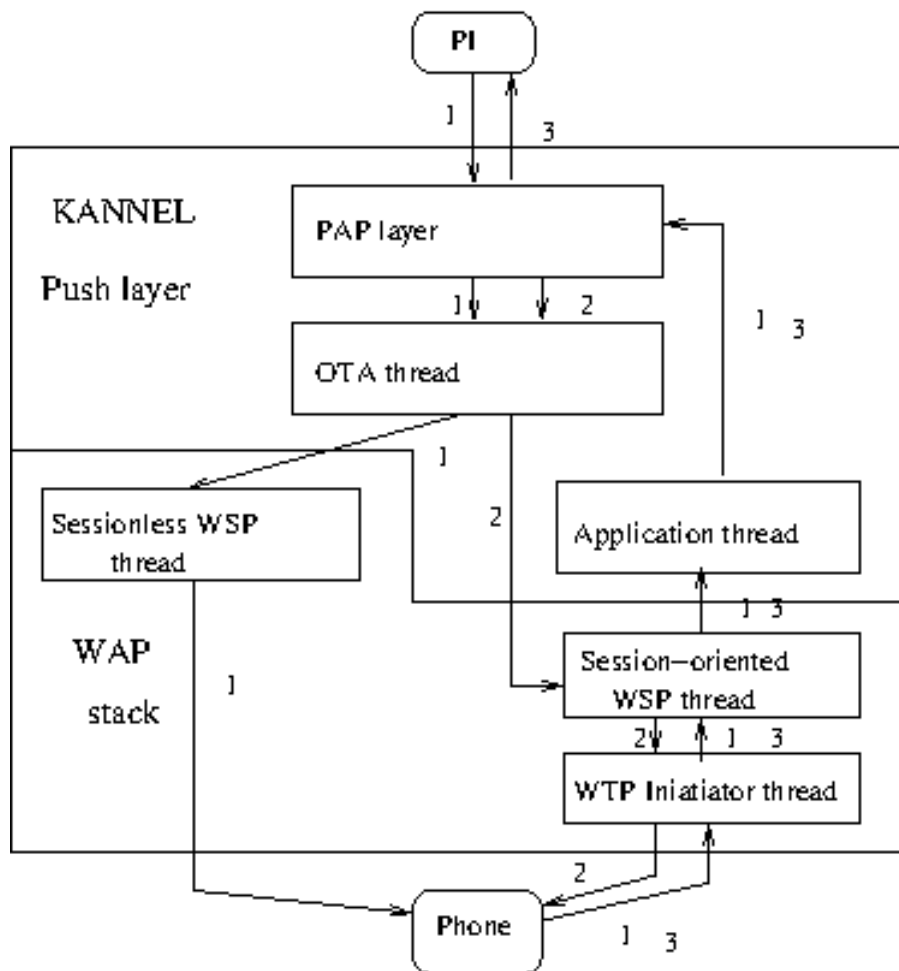 PI
1
3
KANNEL
Push layer
PAP layer
1
2
1 3
OTA thread
1
2
Sessionless WSP
thread
Application thread
1 3
WAP
stack
1
Session-oriented
WSP thread
2
1 3
WTP Iniatiator thread
2
Phone
1 3